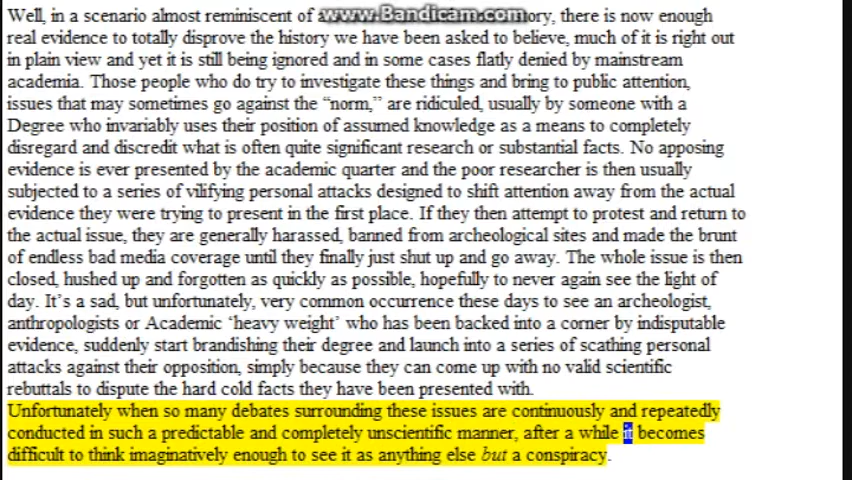 www.Bandicam.com
Well, in a scenario almost reminiscent of a ory, there is now enough
real evidence to totally disprove the history we have been asked to believe, much of it is right out
in plain view and yet it is still being ignored and in some cases flatly denied by mainstream
academia. Those people who do try to investigate these things and bring to public attention,
issues that may sometimes go against the “norm,” are ridiculed, usually by someone with a
Degree who invariably uses their position of assumed knowledge as a means to completely
disregard and discredit what is often quite significant research or substantial facts. No apposing
evidence is ever presented by the academic quarter and the poor researcher is then usually
subjected to a series of vilifying personal attacks designed to shift attention away from the actual
evidence they were trying to present in the first place. If they then attempt to protest and return to
the actual issue, they are generally harassed, banned from archeological sites and made the brunt
of endless bad media coverage until they finally just shut up and go away. The whole issue is then
closed, hushed up and forgotten as quickly as possible, hopefully to never again see the light of
day. It’s a sad, but unfortunately, very common occurrence these days to see an archeologist,
anthropologists or Academic ‘heavy weight’ who has been backed into a corner by indisputable
evidence, suddenly start brandishing their degree and launch into a series of scathing personal
attacks against their opposition, simply because they can come up with no valid scientific
rebuttals to dispute the hard cold facts they have been presented with.
Unfortunately when so many debates surrounding these issues are continuously and repeatedly
conducted in such a predictable and completely unscientific manner, after a while it becomes
difficult to think imaginatively enough to see it as anything else but a conspiracy.